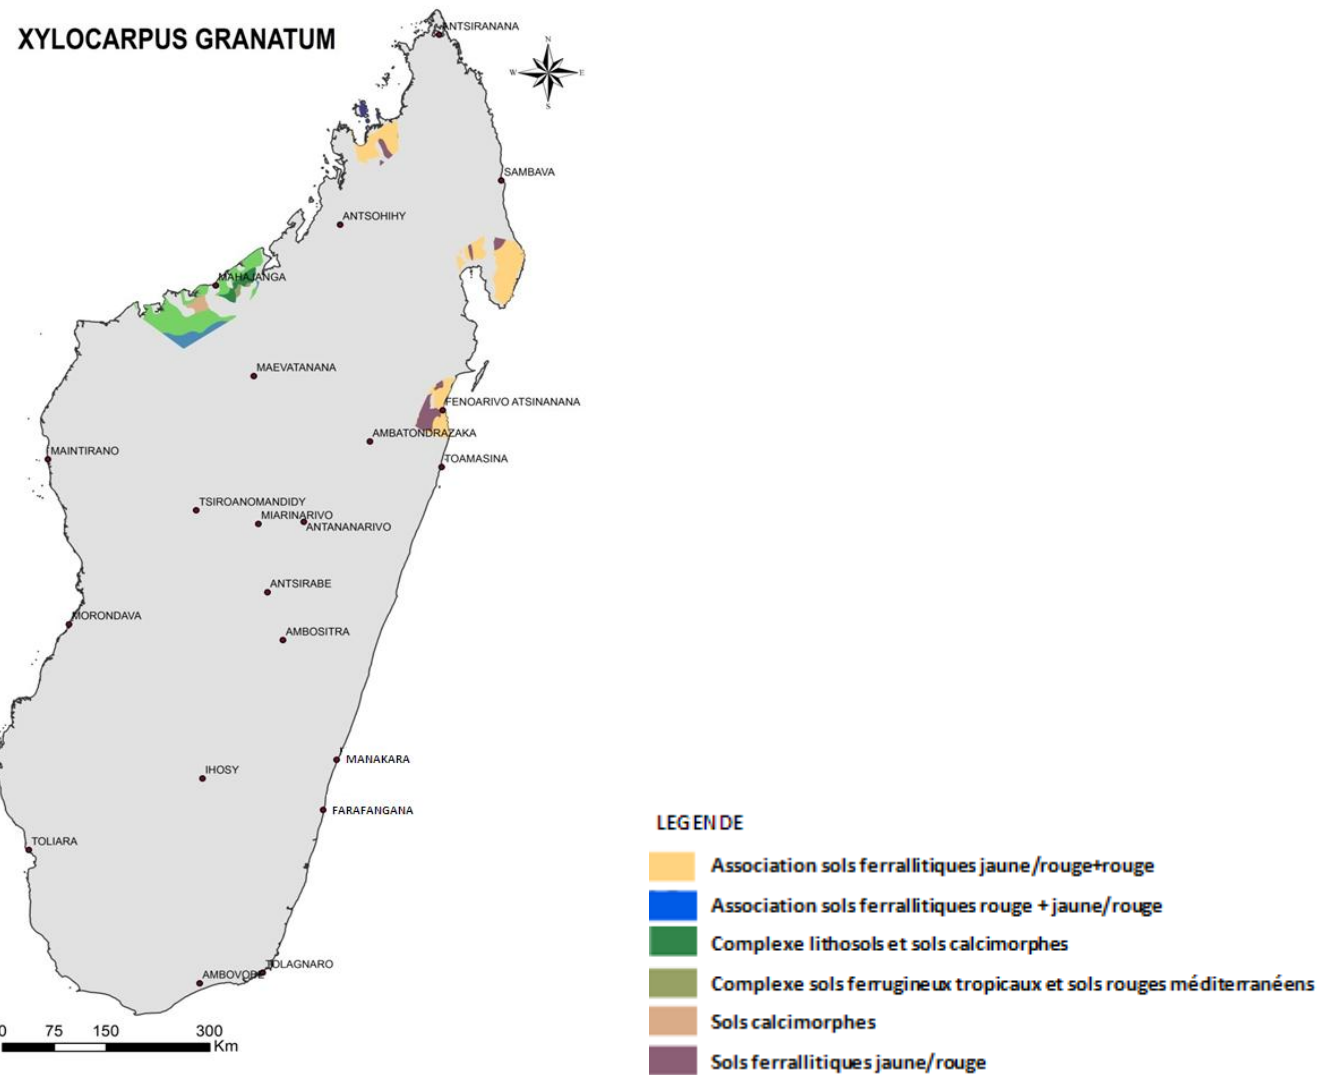 XYLOCARPUS GRANATUM
ANTSIRANANA
N
W
E
S
SAMBAVA
ANTSOHIHY
MAHAJANGA
MAEVATANANA
FENOARIVO ATSINANANA
AMBATONDRAZAKA
MAINTIRANO
TOAMASINA
TSIROANOMANDIDY
MIARINARIVO
ANTANANARIVO
ANTSIRABE
MORONDAVA
AMBOSITRA
MANAKARA
IHOSY
FARAFANGANA
TOLIARA
TOLAGNARO
AMBOVOBE
0 75 150 300
Km
LEGENDE
Association sols ferrallitiques jaune/rouge+rouge
Association sols ferrallitiques rouge + jaune/rouge
Complexe lithosols et sols calcimorphes
Complexe sols ferrugineux tropicaux et sols rouges méditerranéens
Sols calcimorphes
Sols ferrallitiques jaune/rouge